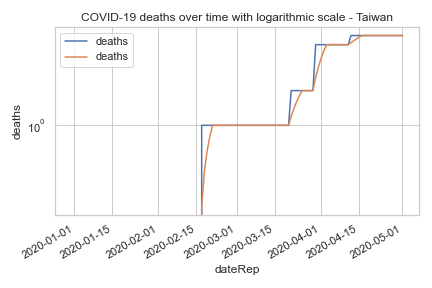 COVID-19 deaths over time with logarithmic scale - Taiwan
deaths
deaths
deaths
10⁰
2020-01-01
2020-01-15
2020-02-01
2020-02-15
2020-03-01
2020-03-15
2020-04-01
2020-04-15
2020-05-01
dateRep